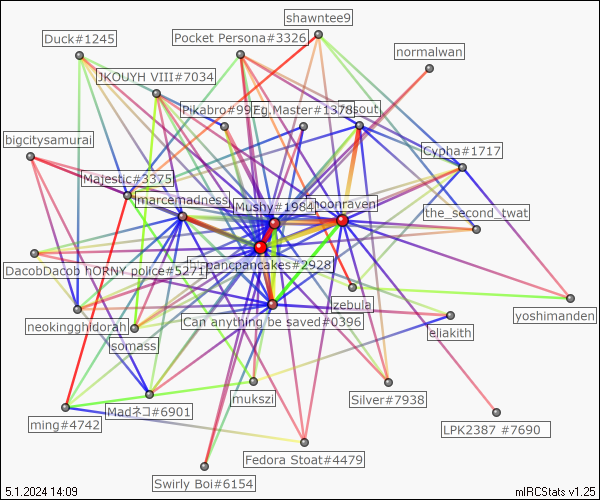 shawntee9
Duck#1245
Pocket Persona#3326
normalwan
JKOUYH VIII#7034
Pikabro#99
Eg.Master#1378
sout
bigcitysamurai
Cypha#1717
Majestic#3375
marcemadness
Mushy#1984
noonraven
the_second_twat
DacobDacob hORNY police#5271
pancpancakes#2928
zebula
yoshimanden
neokingghidorah
Can anything be saved#0396
eliakith
somass
mukszi
Silver#7938
ming#4742
Madネコ#6901
LPK2387 #7690
Fedora Stoat#4479
Swirly Boi#6154
5.1.2024 14:09
mIRCStats v1.25